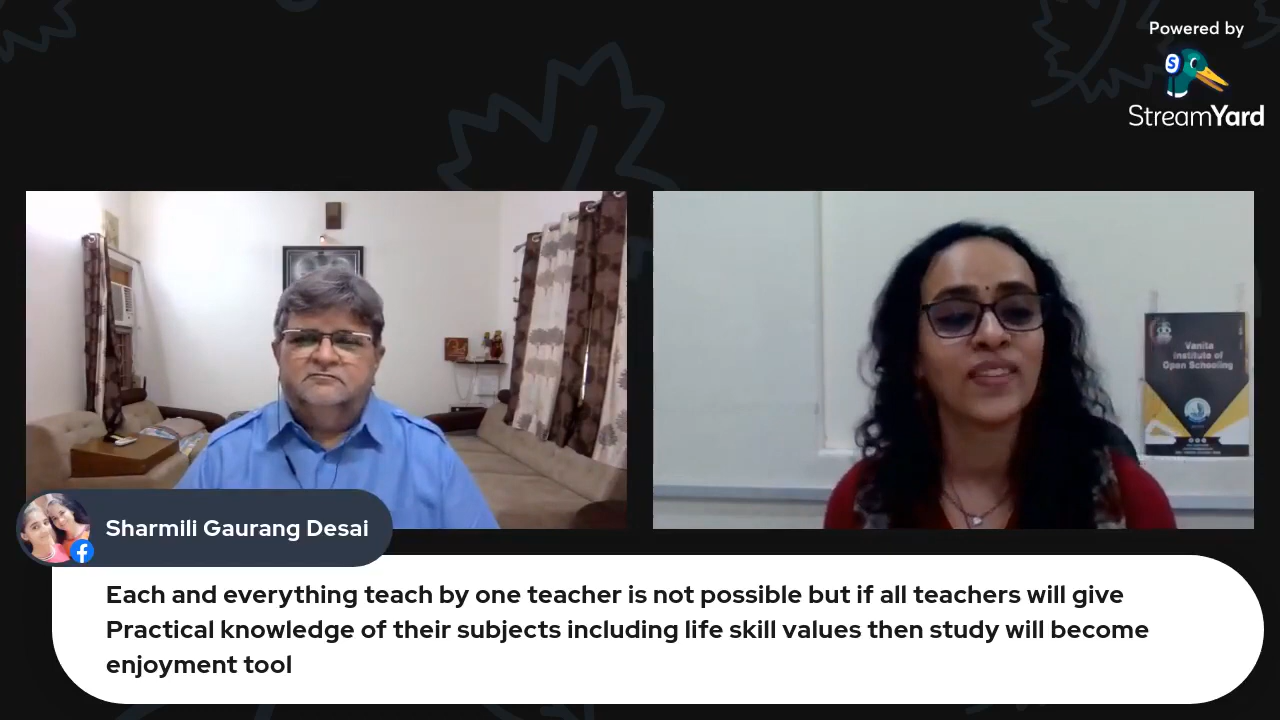 Powered by
StreamYard
Vanita
Institute of
Open Schooling
Sharmili Gaurang Desai
Each and everything teach by one teacher is not possible but if all teachers will give
Practical knowledge of their subjects including life skill values then study will become
enjoyment tool